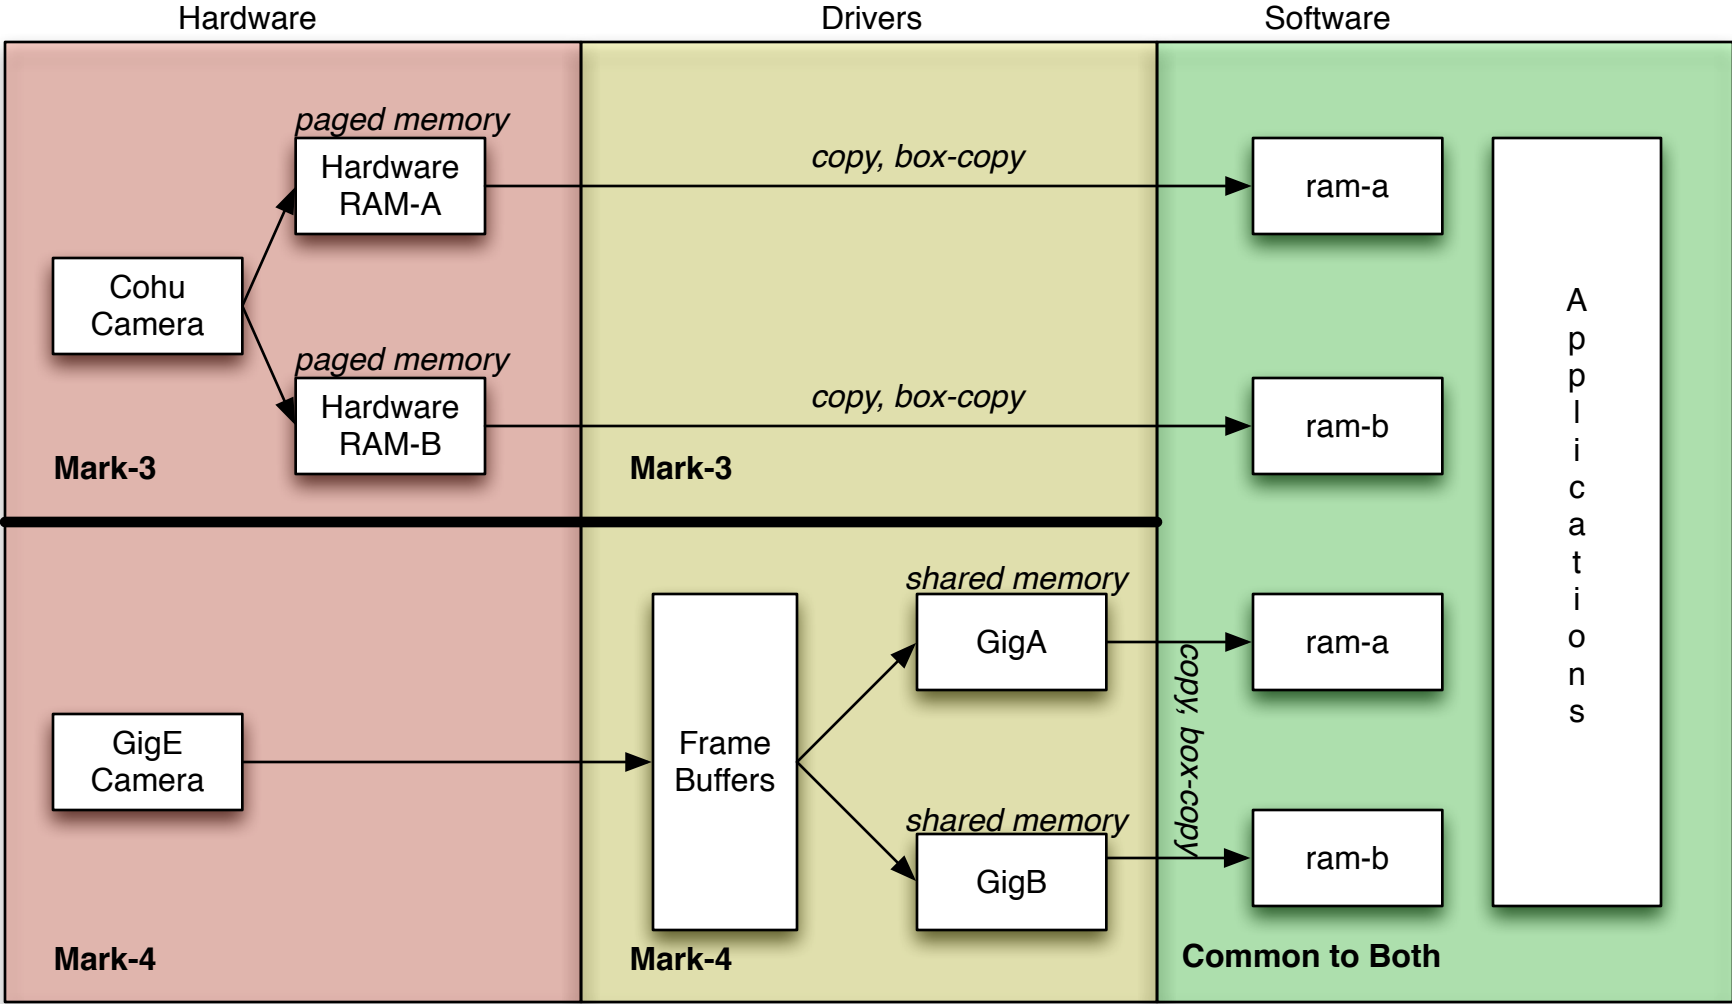 Hardware
Drivers
Software
paged memory
Hardware
RAM-A
copy, box-copy
ram-a
Cohu
Camera
paged memory
Hardware
RAM-B
copy, box-copy
ram-b
Mark-3
Mark-3
Applications
shared memory
GigA
ram-a
copy, box-copy
GigE
Camera
Frame
Buffers
shared memory
GigB
ram-b
Mark-4
Mark-4
Common to Both